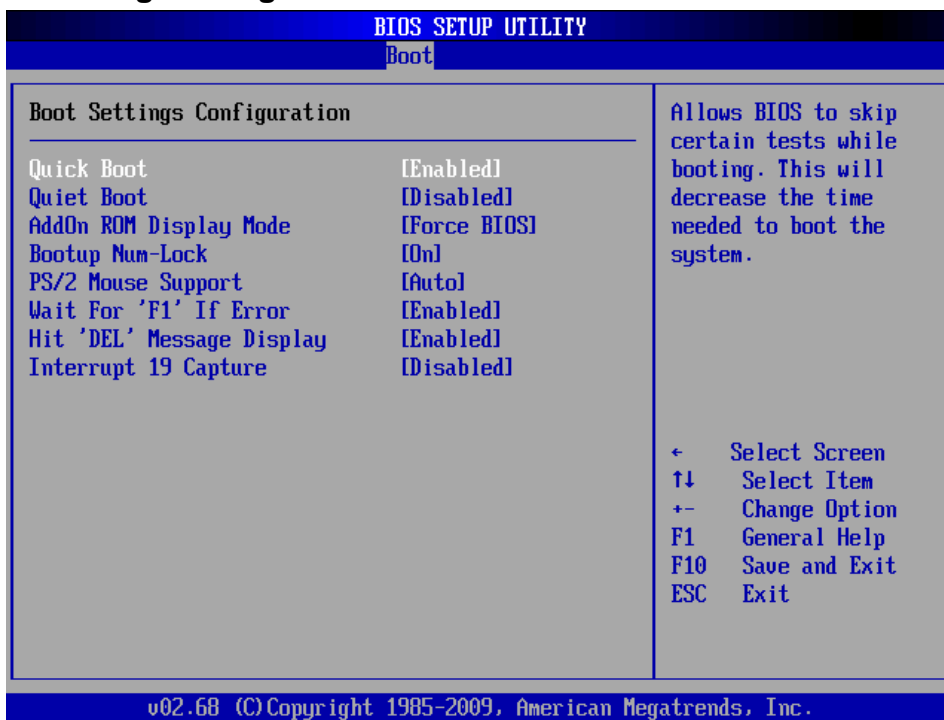 BIOS SETUP UTILITY
Boot
Boot Settings Configuration
Quick Boot [Enabled]
Quiet Boot [Disabled]
AddOn ROM Display Mode [Force BIOS]
Bootup Num-Lock [On]
PS/2 Mouse Support [Auto]
Wait For 'F1' If Error [Enabled]
Hit 'DEL' Message Display [Enabled]
Interrupt 19 Capture [Disabled]
Allows BIOS to skip
certain tests while
booting. This will
decrease the time
needed to boot the
system.
← Select Screen
↑↓ Select Item
+- Change Option
F1 General Help
F10 Save and Exit
ESC Exit
v02.68 (C)Copyright 1985-2009, American Megatrends, Inc.